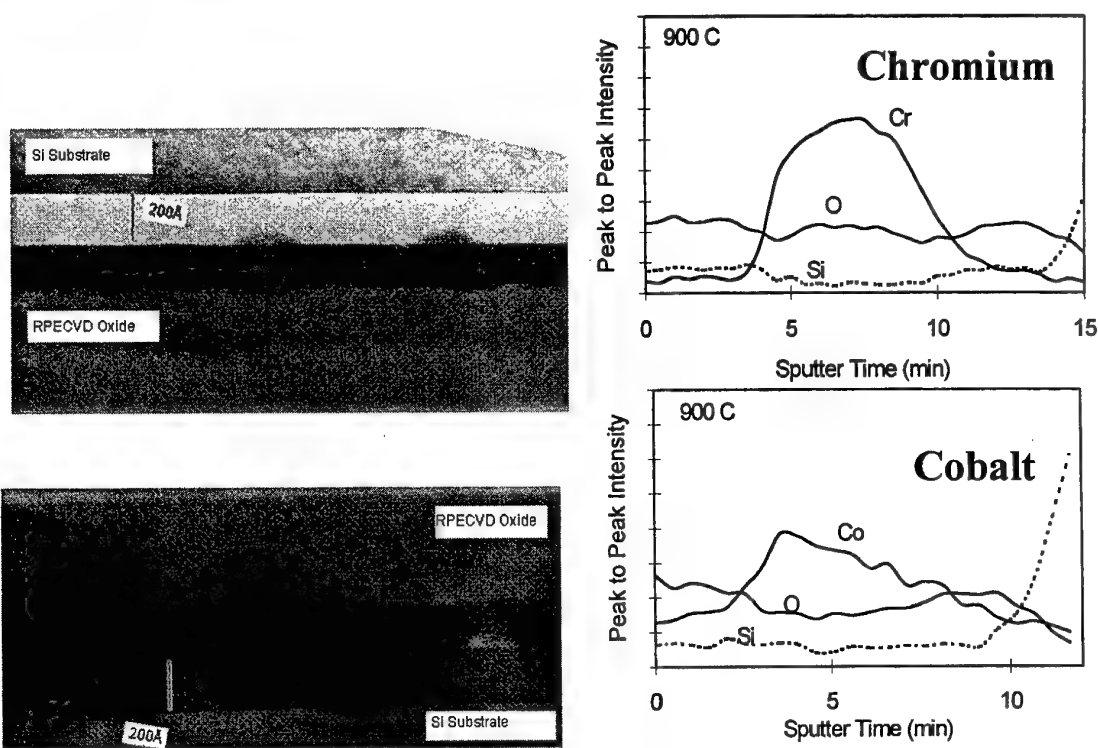 Si Substrate
200Å
RPECVD Oxide
RPECVD Oxide
200Å
Si Substrate
900 C
Chromium
Cr
O
Si
Peak to Peak Intensity
0 5 10 15
Sputter Time (min)
900 C
Cobalt
Co
O
Si
Peak to Peak Intensity
0 5 10
Sputter Time (min)